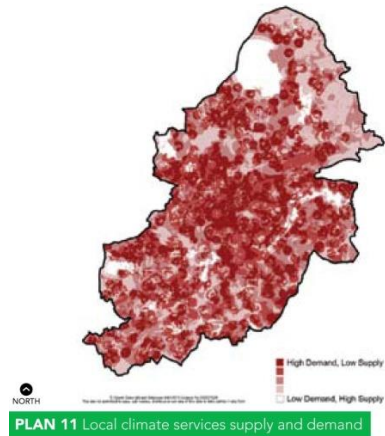 High Demand, Low Supply
Low Demand, High Supply
NORTH
PLAN 11 Local climate services supply and demand